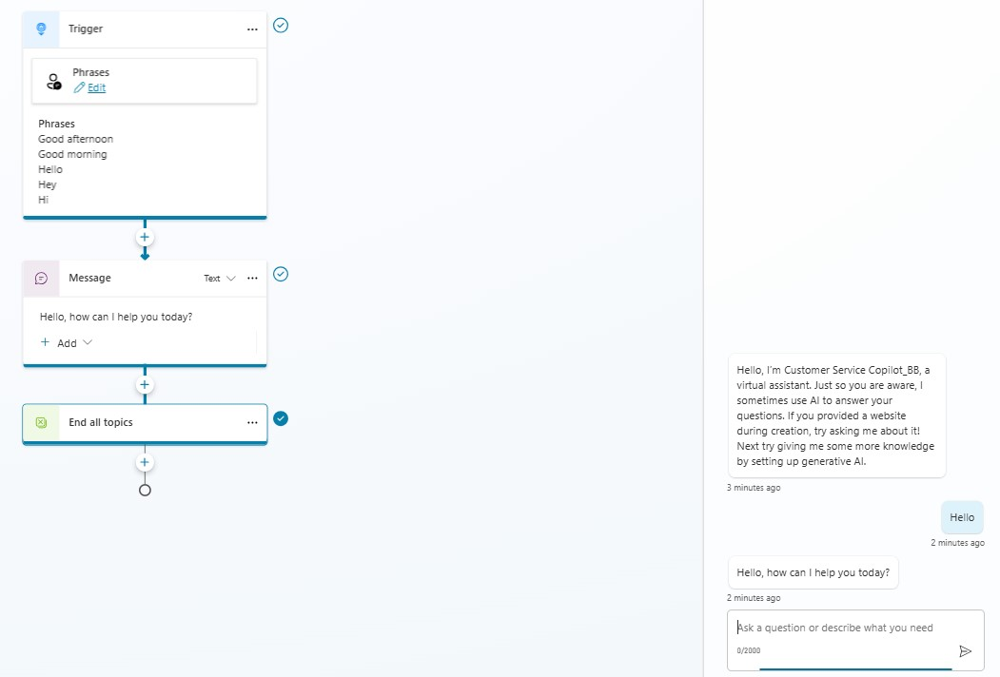 Trigger
Phrases
Edit
Phrases
Good afternoon
Good morning
Hello
Hey
Hi
Message
Text
Hello, how can I help you today?
Add
End all topics
Hello, I'm Customer Service Copilot_BB, a
virtual assistant. Just so you are aware, I
sometimes use AI to answer your
questions. If you provided a website
during creation, try asking me about it!
Next try giving me some more knowledge
by setting up generative AI.
3 minutes ago
Hello
2 minutes ago
Hello, how can I help you today?
2 minutes ago
Ask a question or describe what you need
0/2000